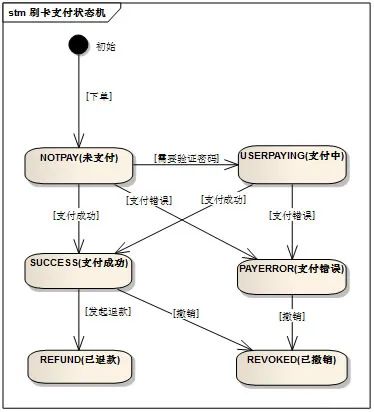 stm 刷卡支付状态机
初始
[下单]
NOTPAY(未支付)
[需要验证密码]
USERPAYING(支付中)
[支付成功]
[支付错误]
[支付成功]
[支付错误]
SUCCESS(支付成功)
PAYERROR(支付错误)
[发起退款]
[撤销]
[撤销]
REFUND(已退款)
REVOKED(已撤销)